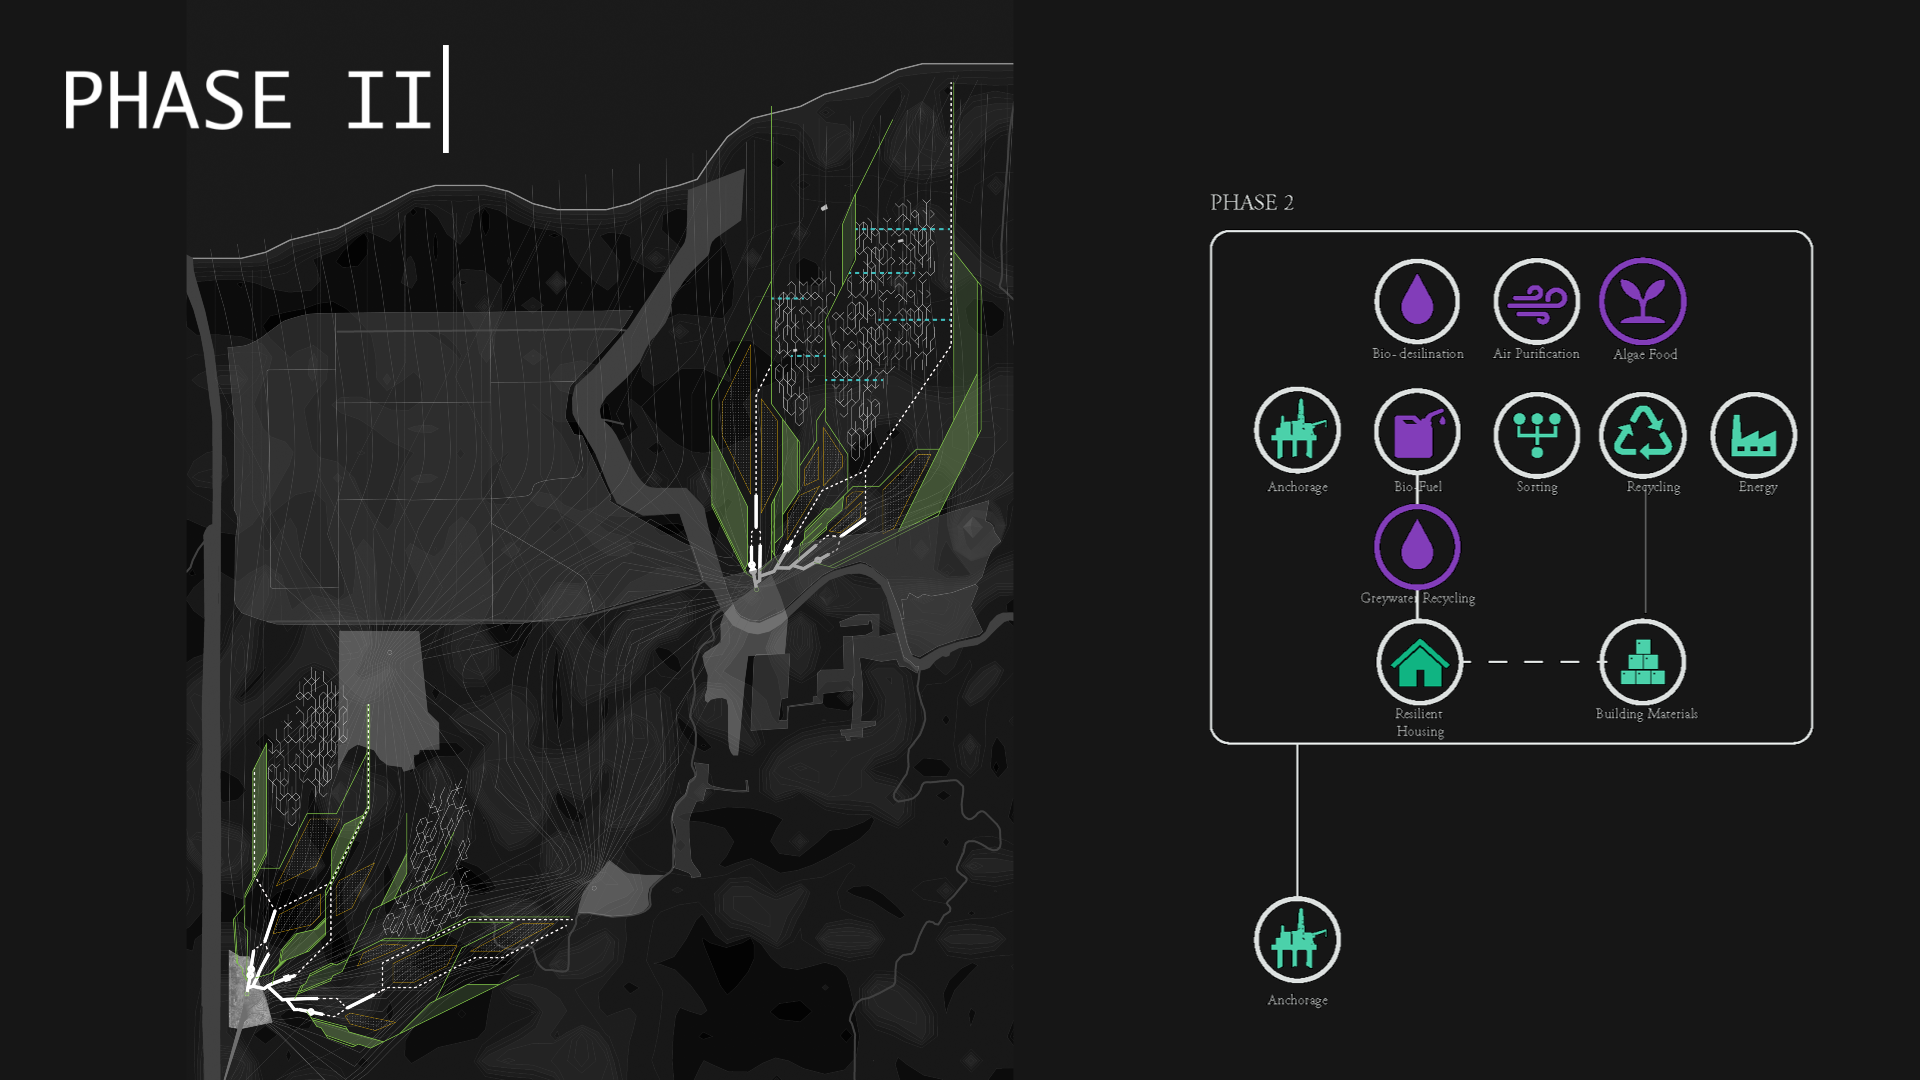 PHASE II
PHASE 2
Bio-desilination
Air Purification
Algae Food
Anchorage
Bio-Fuel
Sorting
Recycling
Energy
Greywater Recycling
Resilient
Housing
Building Materials
Anchorage